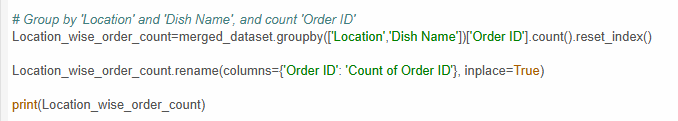 # Group by 'Location' and 'Dish Name', and count 'Order ID'
Location_wise_order_count=merged_dataset.groupby(['Location','Dish Name'])['Order ID'].count().reset_index()
Location_wise_order_count.rename(columns={'Order ID': 'Count of Order ID'}, inplace=True)
print(Location_wise_order_count)